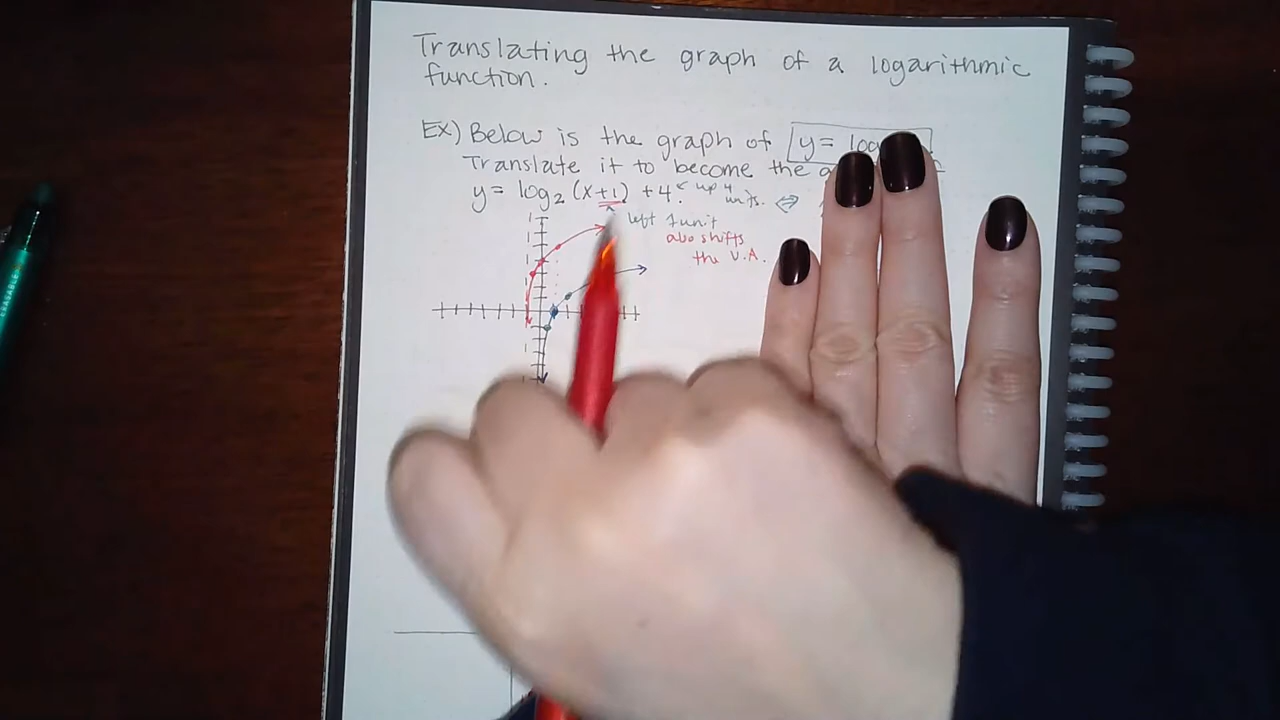 Translating the graph of a logarithmic
function.
Ex) Below is the graph of y = log
Translate it to become the
y = log₂ (x+1) + 4. ← up 4
units. ⇔
left 1 unit
also shifts
the V.A.